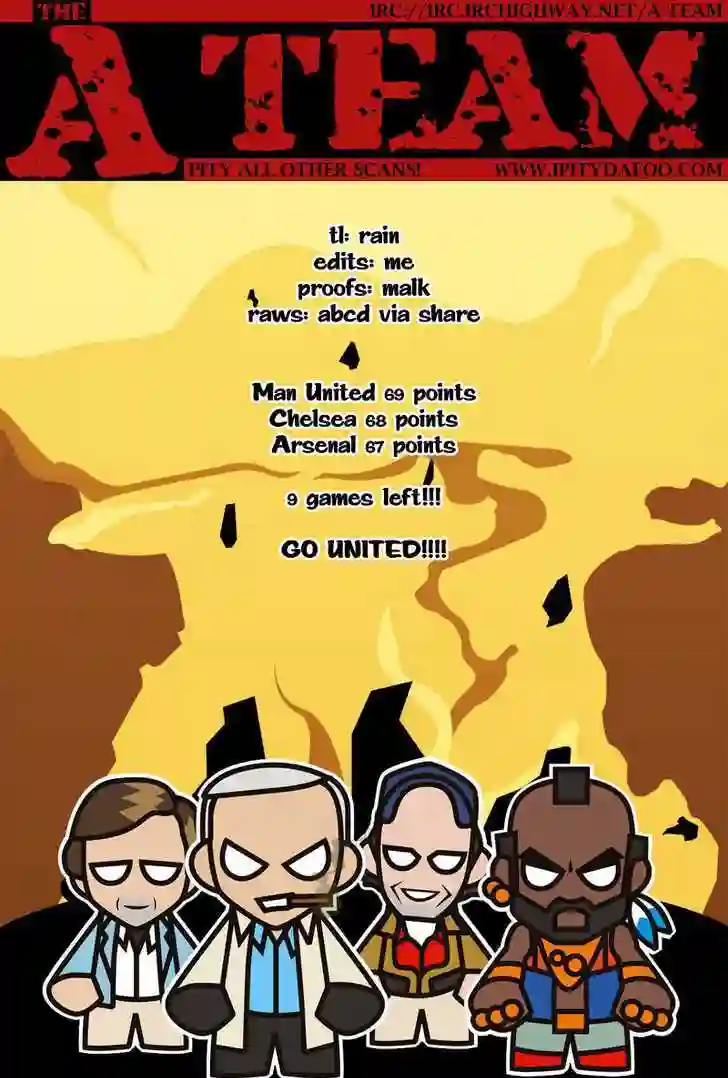 THE
IRC://IRC.IRCHIGHWAY.NET/A-TEAM
A TEAM
PITY ALL OTHER SCANS!
WWW.IPITYDAFOO.COM
tl: rain
edits: me
proofs: malk
raws: abcd via share
Man United 69 points
Chelsea 68 points
Arsenal 67 points
9 games left!!!
GO UNITED!!!!